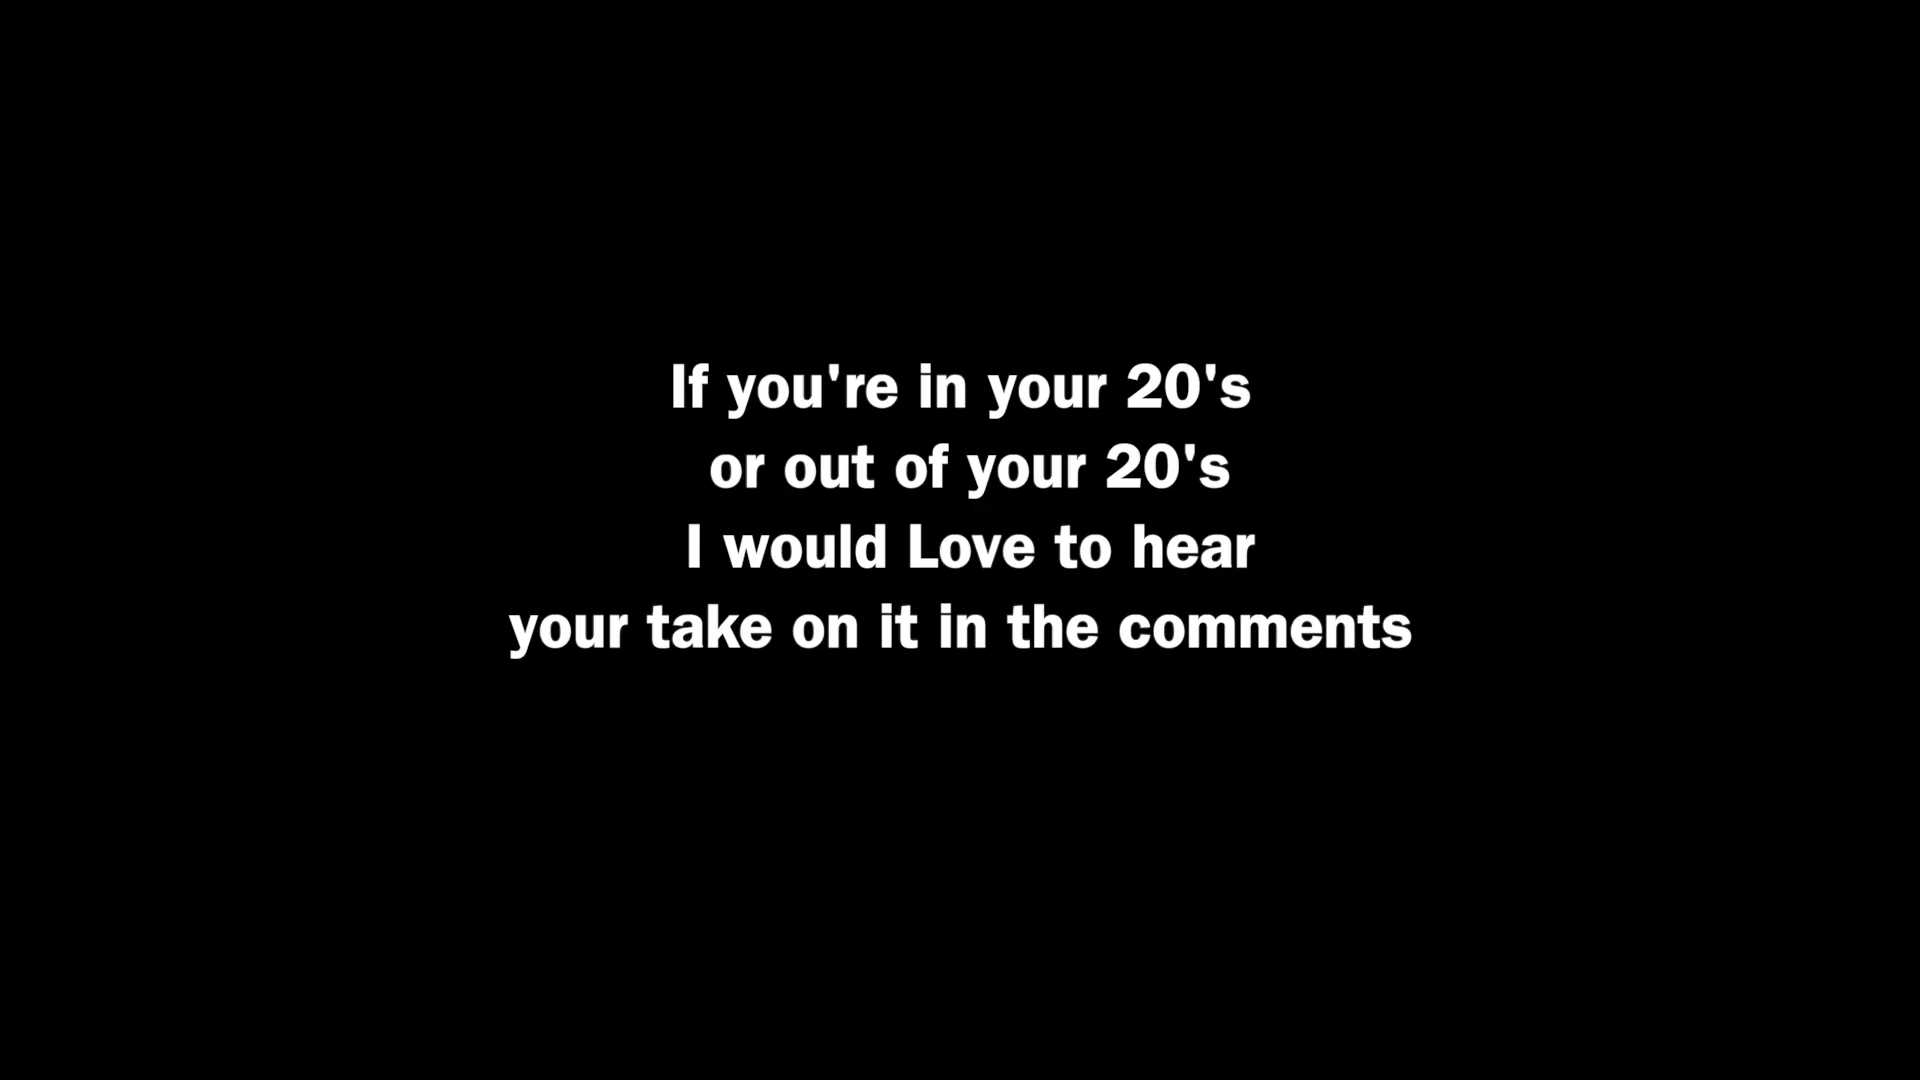 If you're in your 20's
or out of your 20's
I would Love to hear
your take on it in the comments